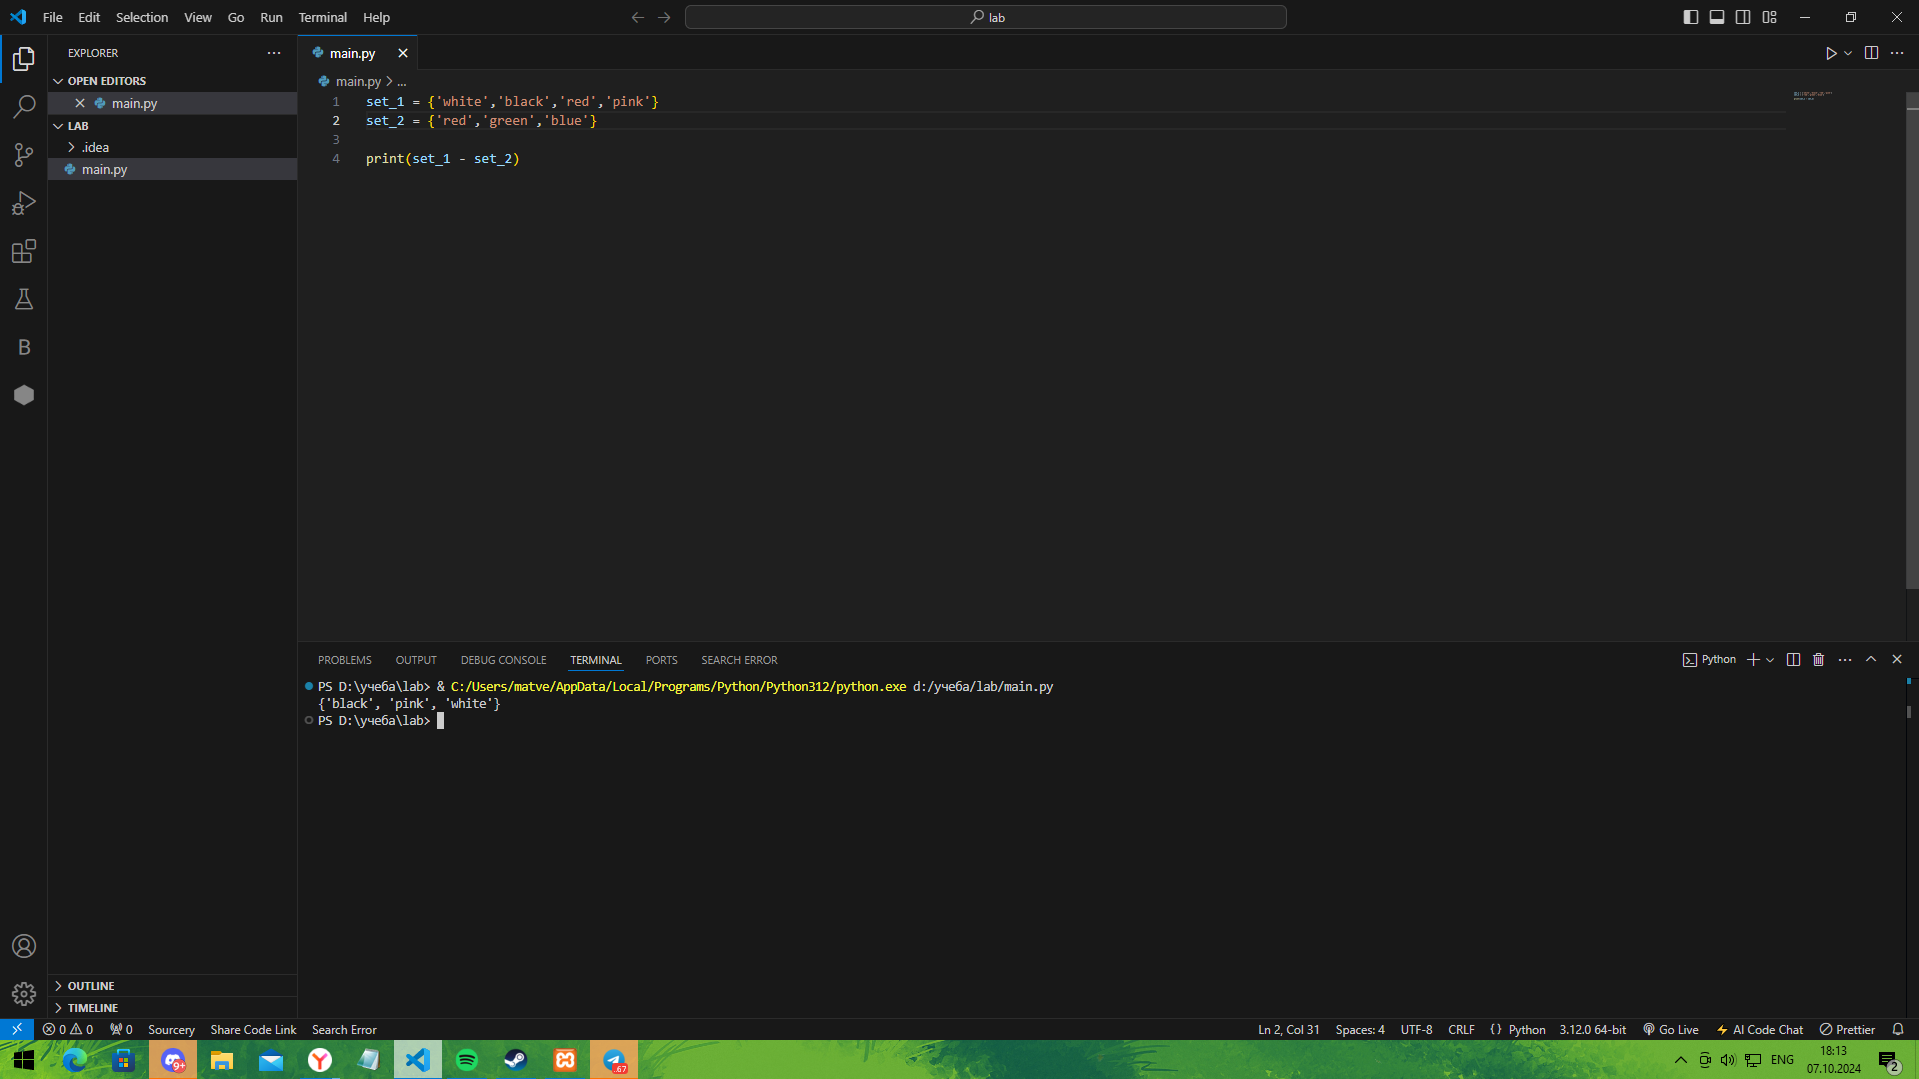 File Edit Selection View Go Run Terminal Help
lab
EXPLORER
OPEN EDITORS
main.py
LAB
.idea
main.py
OUTLINE
TIMELINE
main.py
main.py > ...
1 set_1 = {'white','black','red','pink'}
2 set_2 = {'red','green','blue'}
3
4 print(set_1 - set_2)
PROBLEMS OUTPUT DEBUG CONSOLE TERMINAL PORTS SEARCH ERROR
Python
PS D:\учеба\lab> & C:/Users/matve/AppData/Local/Programs/Python/Python312/python.exe d:/учеба/lab/main.py
{'black', 'pink', 'white'}
PS D:\учеба\lab>
0 0 0 Sourcery Share Code Link Search Error
Ln 2, Col 31 Spaces: 4 UTF-8 CRLF {} Python 3.12.0 64-bit Go Live AI Code Chat Prettier
9+
.67
ENG
18:13
07.10.2024
2